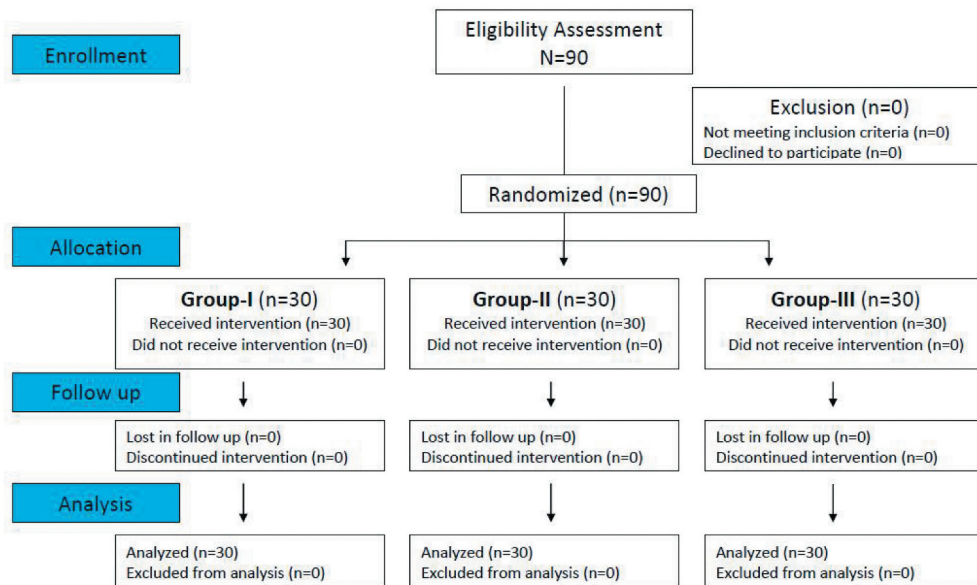 Enrollment
Eligibility Assessment
N=90
Exclusion (n=0)
Not meeting inclusion criteria (n=0)
Declined to participate (n=0)
Randomized (n=90)
Allocation
Group-I (n=30)
Received intervention (n=30)
Did not receive intervention (n=0)
Group-II (n=30)
Received intervention (n=30)
Did not receive intervention (n=0)
Group-III (n=30)
Received intervention (n=30)
Did not receive intervention (n=0)
Follow up
Lost in follow up (n=0)
Discontinued intervention (n=0)
Lost in follow up (n=0)
Discontinued intervention (n=0)
Lost in follow up (n=0)
Discontinued intervention (n=0)
Analysis
Analyzed (n=30)
Excluded from analysis (n=0)
Analyzed (n=30)
Excluded from analysis (n=0)
Analyzed (n=30)
Excluded from analysis (n=0)